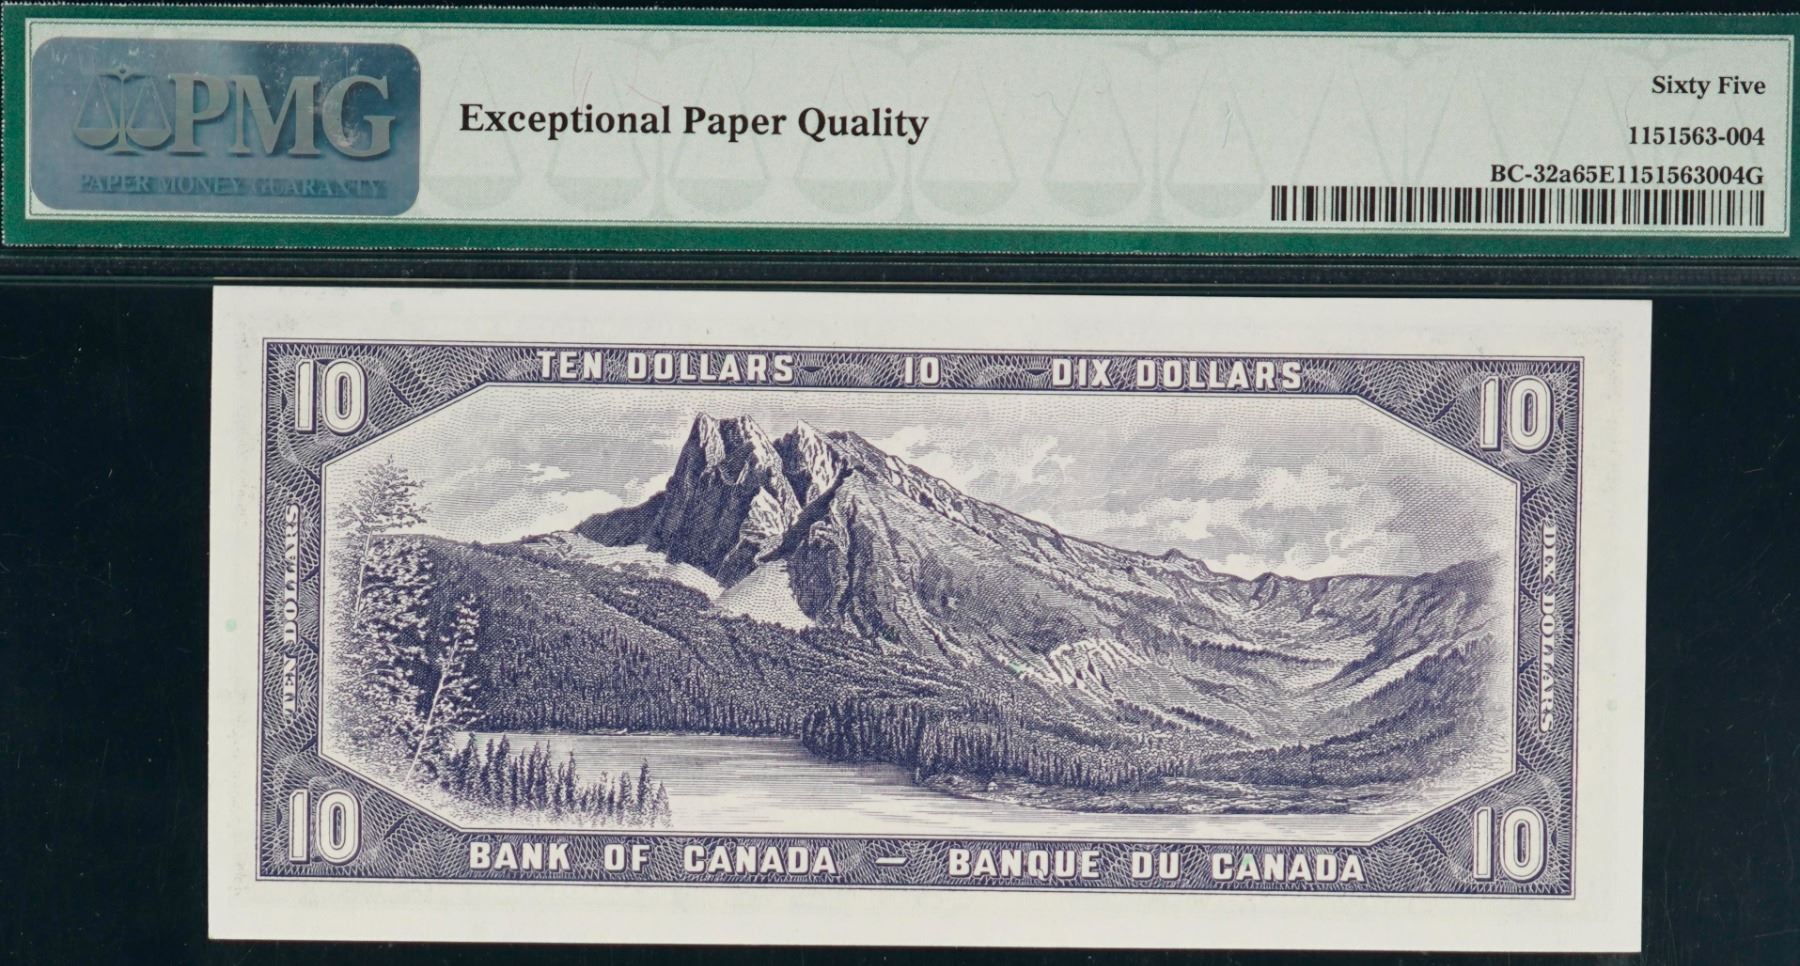 PMG
PAPER MONEY GUARANTY
Exceptional Paper Quality
Sixty Five
1151563-004
BC-32a65E1151563004G
10 TEN DOLLARS 10 DIX DOLLARS 10
TEN DOLLARS
DIX DOLLARS
10 BANK OF CANADA — BANQUE DU CANADA 10